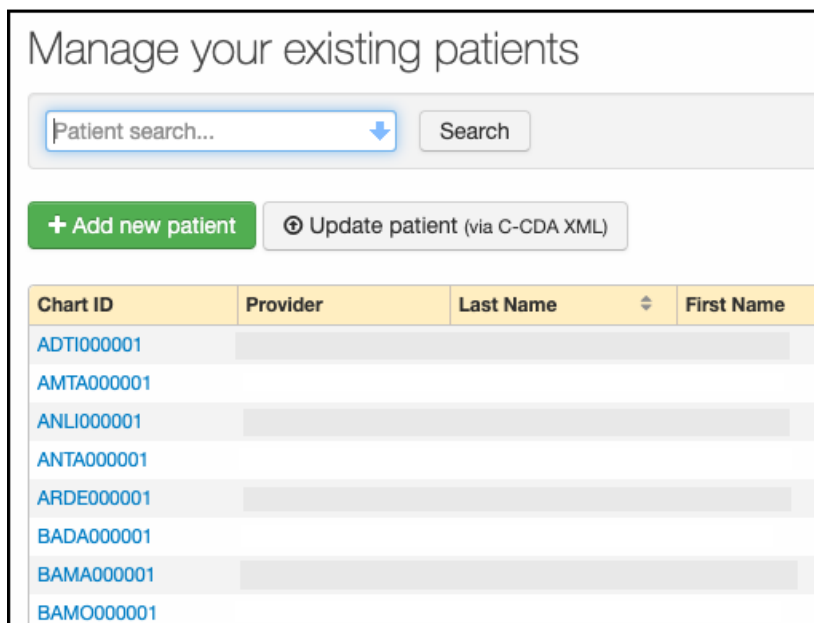 Manage your existing patients
Patient search... Search
+ Add new patient Update patient (via C-CDA XML)
Chart ID Provider Last Name First Name
ADTI000001
AMTA000001
ANLI000001
ANTA000001
ARDE000001
BADA000001
BAMA000001
BAMO000001